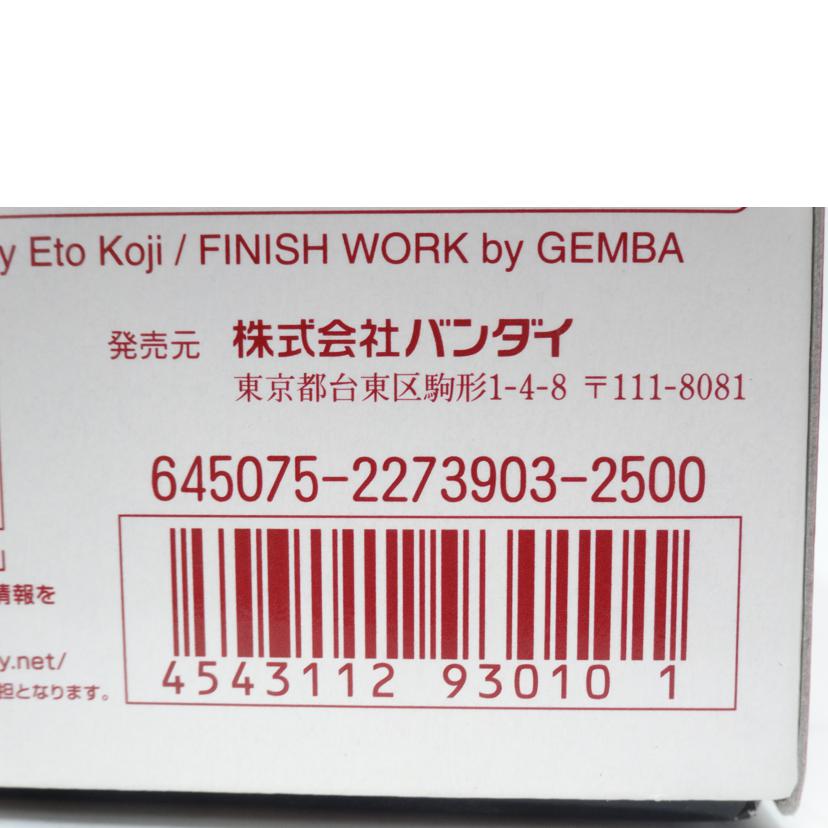 y Eto Koji / FINISH WORK by GEMBA
発売元 株式会社バンダイ
東京都台東区駒形1-4-8 〒111-8081
645075-2273903-2500
」
情報を
4543112 93010 1
y.net/
担となります。